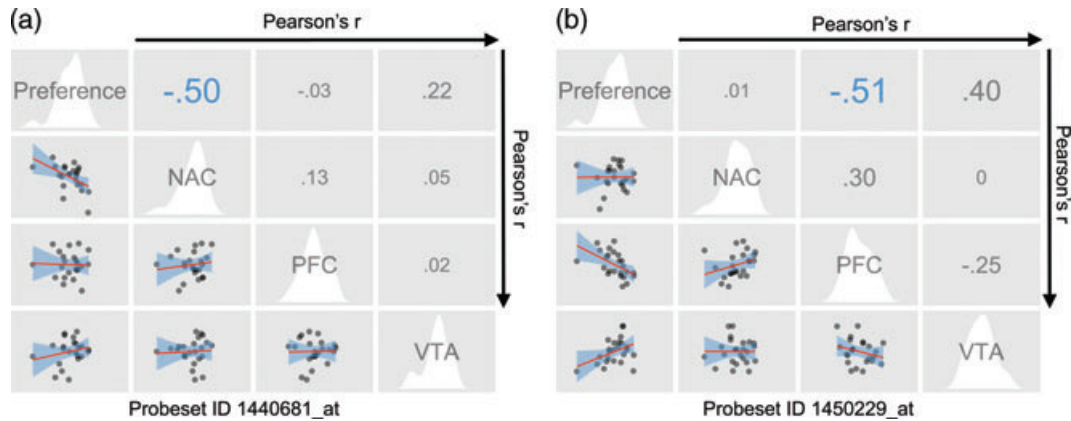 (a)
Pearson's r
Preference -.50 -.03 .22
NAC .13 .05
PFC .02
VTA
Pearson's r
Probeset ID 1440681_at
(b)
Pearson's r
Preference .01 -.51 .40
NAC .30 0
PFC -.25
VTA
Pearson's r
Probeset ID 1450229_at